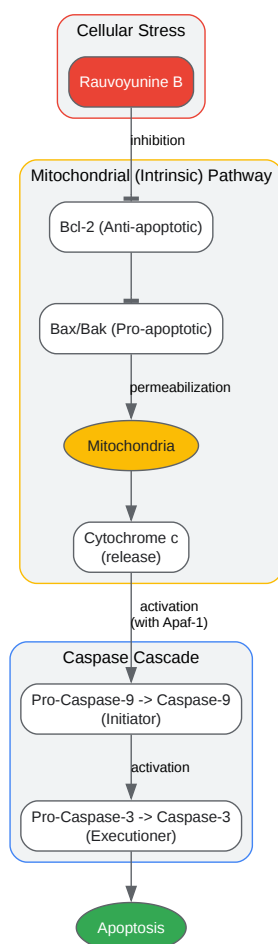 Cellular Stress
Rauvoyunine B
inhibition
Mitochondrial (Intrinsic) Pathway
Bcl-2 (Anti-apoptotic)
Bax/Bak (Pro-apoptotic)
permeabilization
Mitochondria
Cytochrome c
(release)
activation
(with Apaf-1)
Caspase Cascade
Pro-Caspase-9 -> Caspase-9
(Initiator)
activation
Pro-Caspase-3 -> Caspase-3
(Executioner)
Apoptosis